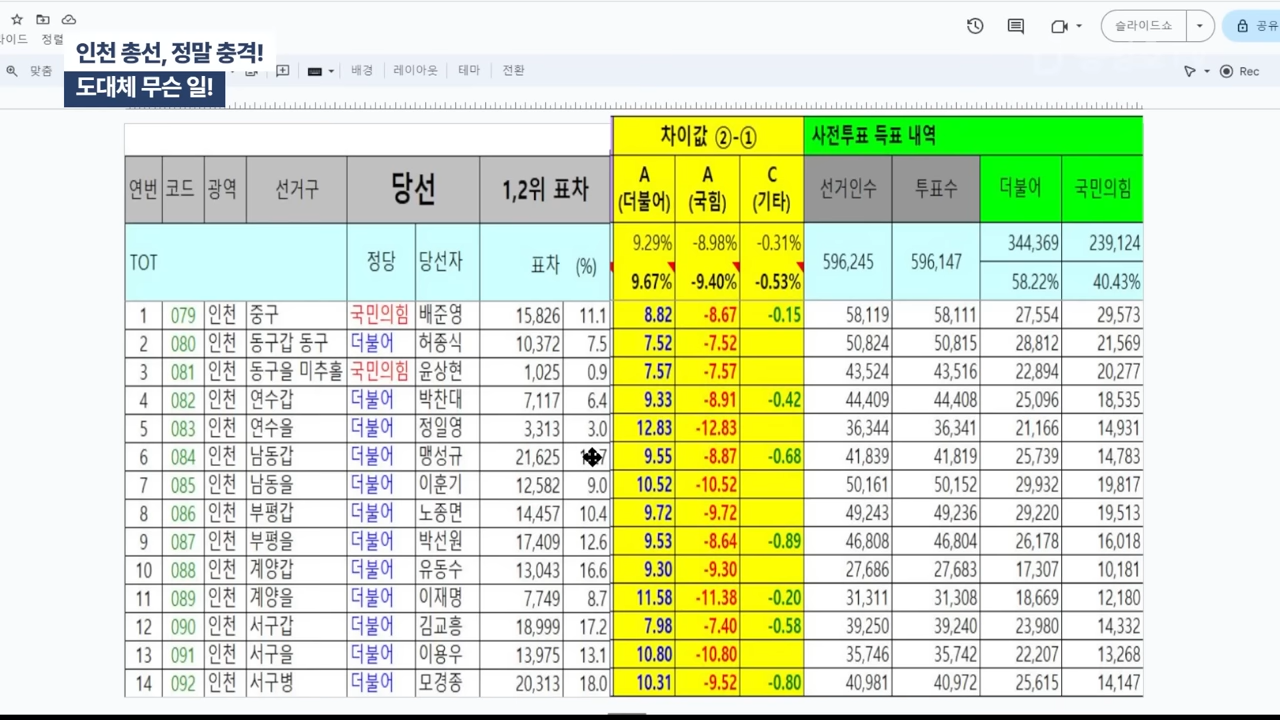 공유
슬라이드쇼
라이드 정렬
인천 총선, 정말 충격!
도대체 무슨 일!
맞춤
배경 레이아웃 테마 전환
Rec
차이값 ②-① 사전투표 득표 내역
연번 코드 광역 선거구 당선 1,2위 표차 A (더불어) A (국힘) C (기타) 선거인수 투표수 더불어 국민의힘
TOT 정당 당선자 표차 (%) 9.29% -8.98% -0.31% 596,245 596,147 344,369 239,124
9.67% -9.40% -0.53% 58.22% 40.43%
1 079 인천 중구 국민의힘 배준영 15,826 11.1 8.82 -8.67 -0.15 58,119 58,111 27,554 29,573
2 080 인천 동구갑 동구 더불어 허종식 10,372 7.5 7.52 -7.52 50,824 50,815 28,812 21,569
3 081 인천 동구을 미추홀 국민의힘 윤상현 1,025 0.9 7.57 -7.57 43,524 43,516 22,894 20,277
4 082 인천 연수갑 더불어 박찬대 7,117 6.4 9.33 -8.91 -0.42 44,409 44,408 25,096 18,535
5 083 인천 연수을 더불어 정일영 3,313 3.0 12.83 -12.83 36,344 36,341 21,166 14,931
6 084 인천 남동갑 더불어 맹성규 21,625 9.55 -8.87 -0.68 41,839 41,819 25,739 14,783
7 085 인천 남동을 더불어 이훈기 12,582 9.0 10.52 -10.52 50,161 50,152 29,932 19,817
8 086 인천 부평갑 더불어 노종면 14,457 10.4 9.72 -9.72 49,243 49,236 29,220 19,513
9 087 인천 부평을 더불어 박선원 17,409 12.6 9.53 -8.64 -0.89 46,808 46,804 26,178 16,018
10 088 인천 계양갑 더불어 유동수 13,043 16.6 9.30 -9.30 27,686 27,683 17,307 10,181
11 089 인천 계양을 더불어 이재명 7,749 8.7 11.58 -11.38 -0.20 31,311 31,308 18,669 12,180
12 090 인천 서구갑 더불어 김교흥 18,999 17.2 7.98 -7.40 -0.58 39,250 39,240 23,980 14,332
13 091 인천 서구을 더불어 이용우 13,975 13.1 10.80 -10.80 35,746 35,742 22,207 13,268
14 092 인천 서구병 더불어 모경종 20,313 18.0 10.31 -9.52 -0.80 40,981 40,972 25,615 14,147